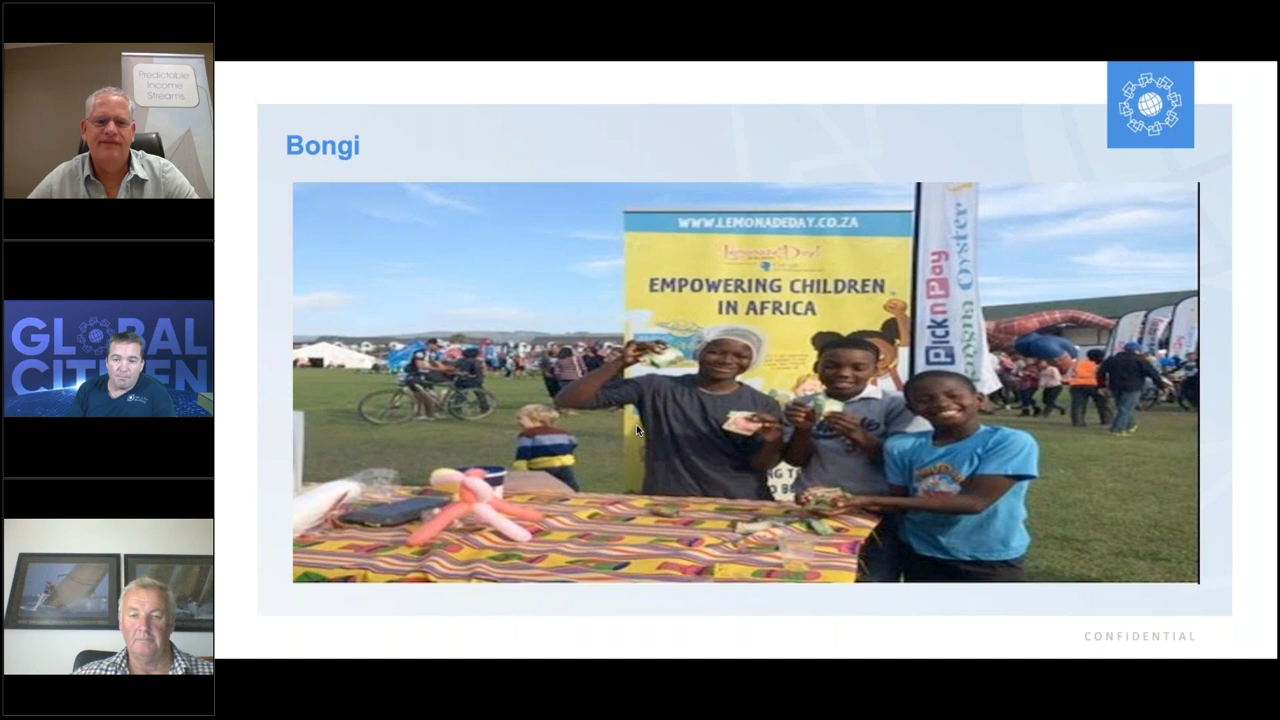 Predictable
Income
Streams
GLOBAL
CITIZEN
Bongi
WWW.LEMONADEDAY.CO.ZA
Lemonade Day
EMPOWERING CHILDREN
IN AFRICA
Pick n Pay
Oyster
CONFIDENTIAL